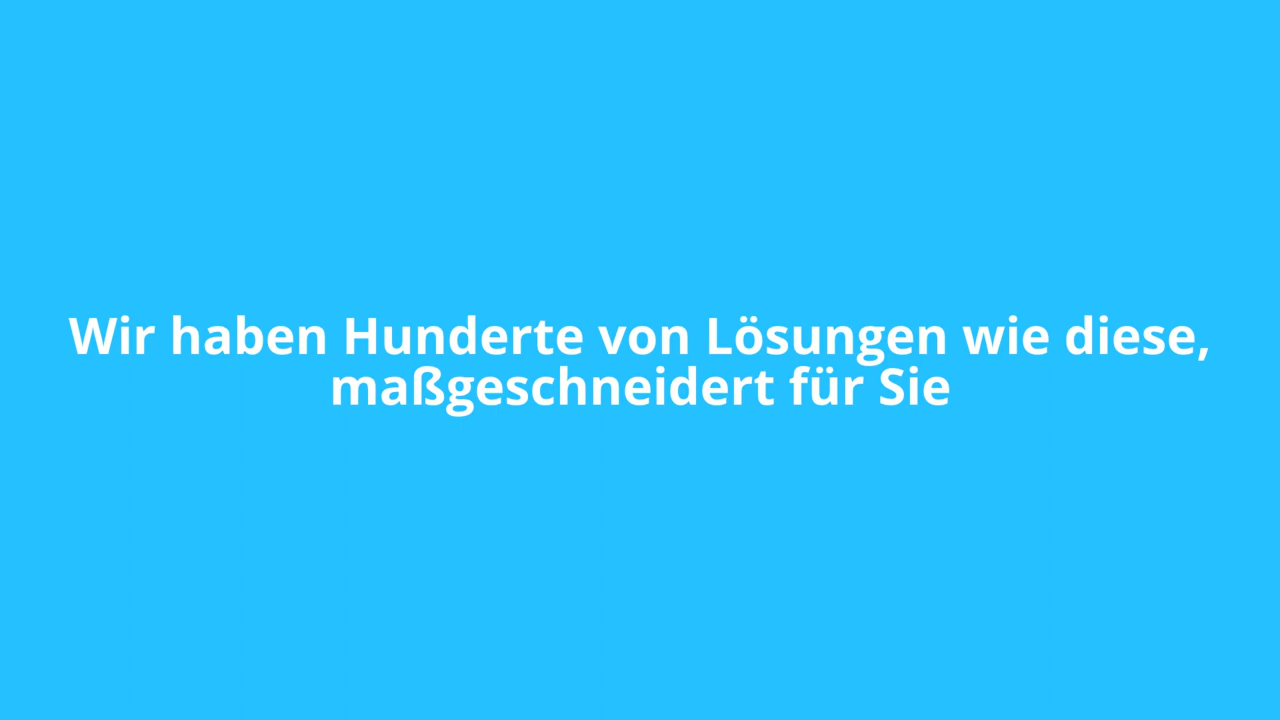 Wir haben Hunderte von Lösungen wie diese,
maßgeschneidert für Sie